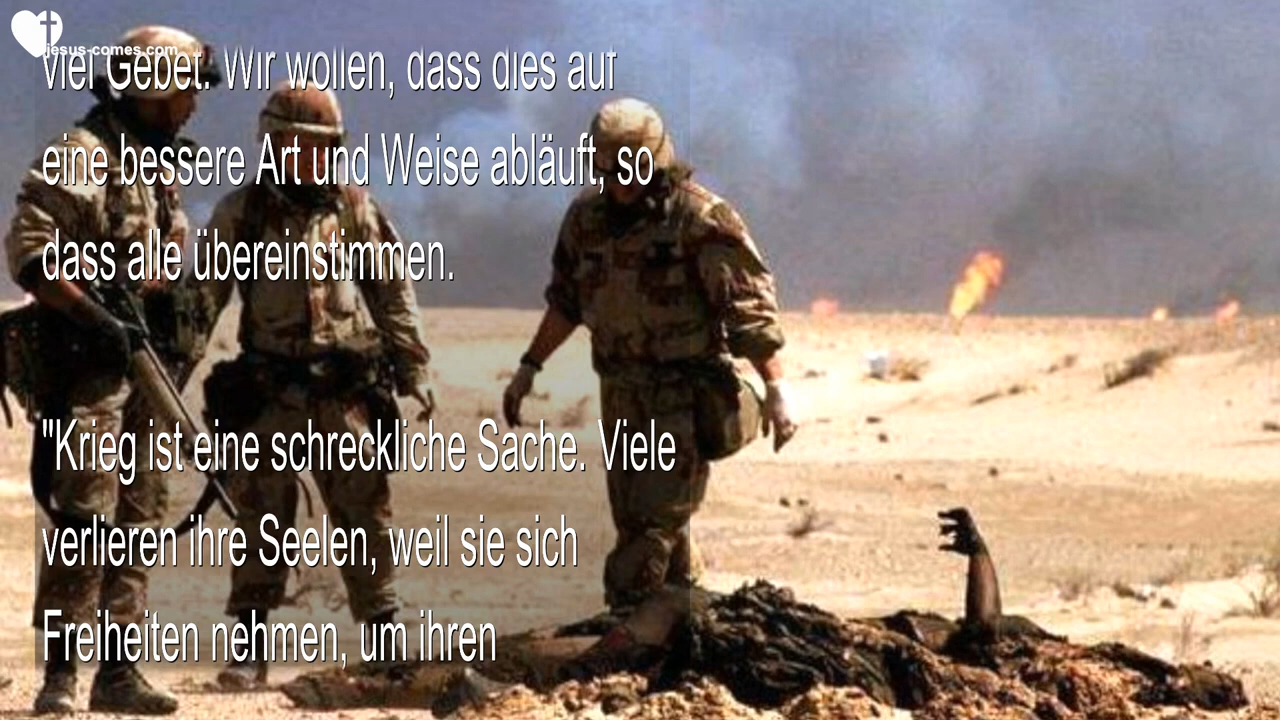 jesus-comes.com
viel Gebet. Wir wollen, dass dies auf
eine bessere Art und Weise abläuft, so
dass alle übereinstimmen.
"Krieg ist eine schreckliche Sache. Viele
verlieren ihre Seelen, weil sie sich
Freiheiten nehmen, um ihren